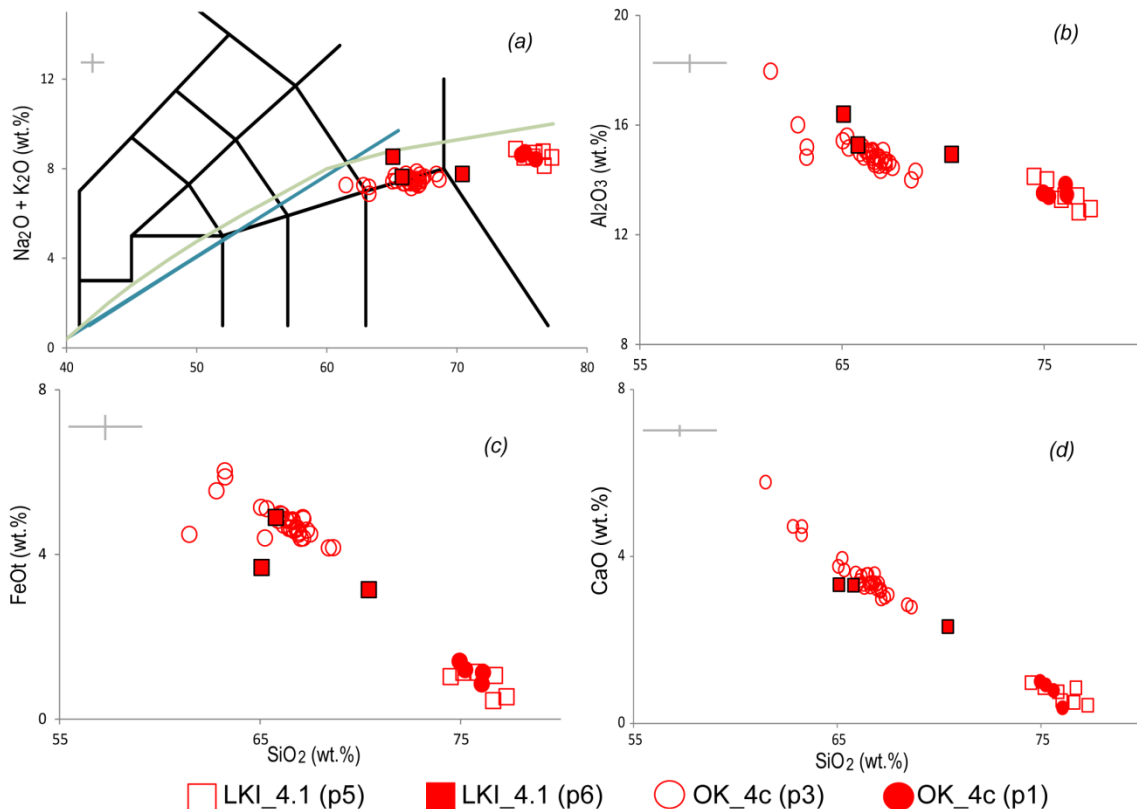 (a)
Na₂O + K₂O (wt.%)
12
8
4
0
40 50 60 70 80
(b)
Al₂O₃ (wt.%)
20
16
12
8
55 65 75
(c)
FeOt (wt.%)
8
4
0
55 65 75
SiO₂ (wt.%)
(d)
CaO (wt.%)
8
4
0
55 65 75
SiO₂ (wt.%)
LKI_4.1 (p5) LKI_4.1 (p6) OK_4c (p3) OK_4c (p1)